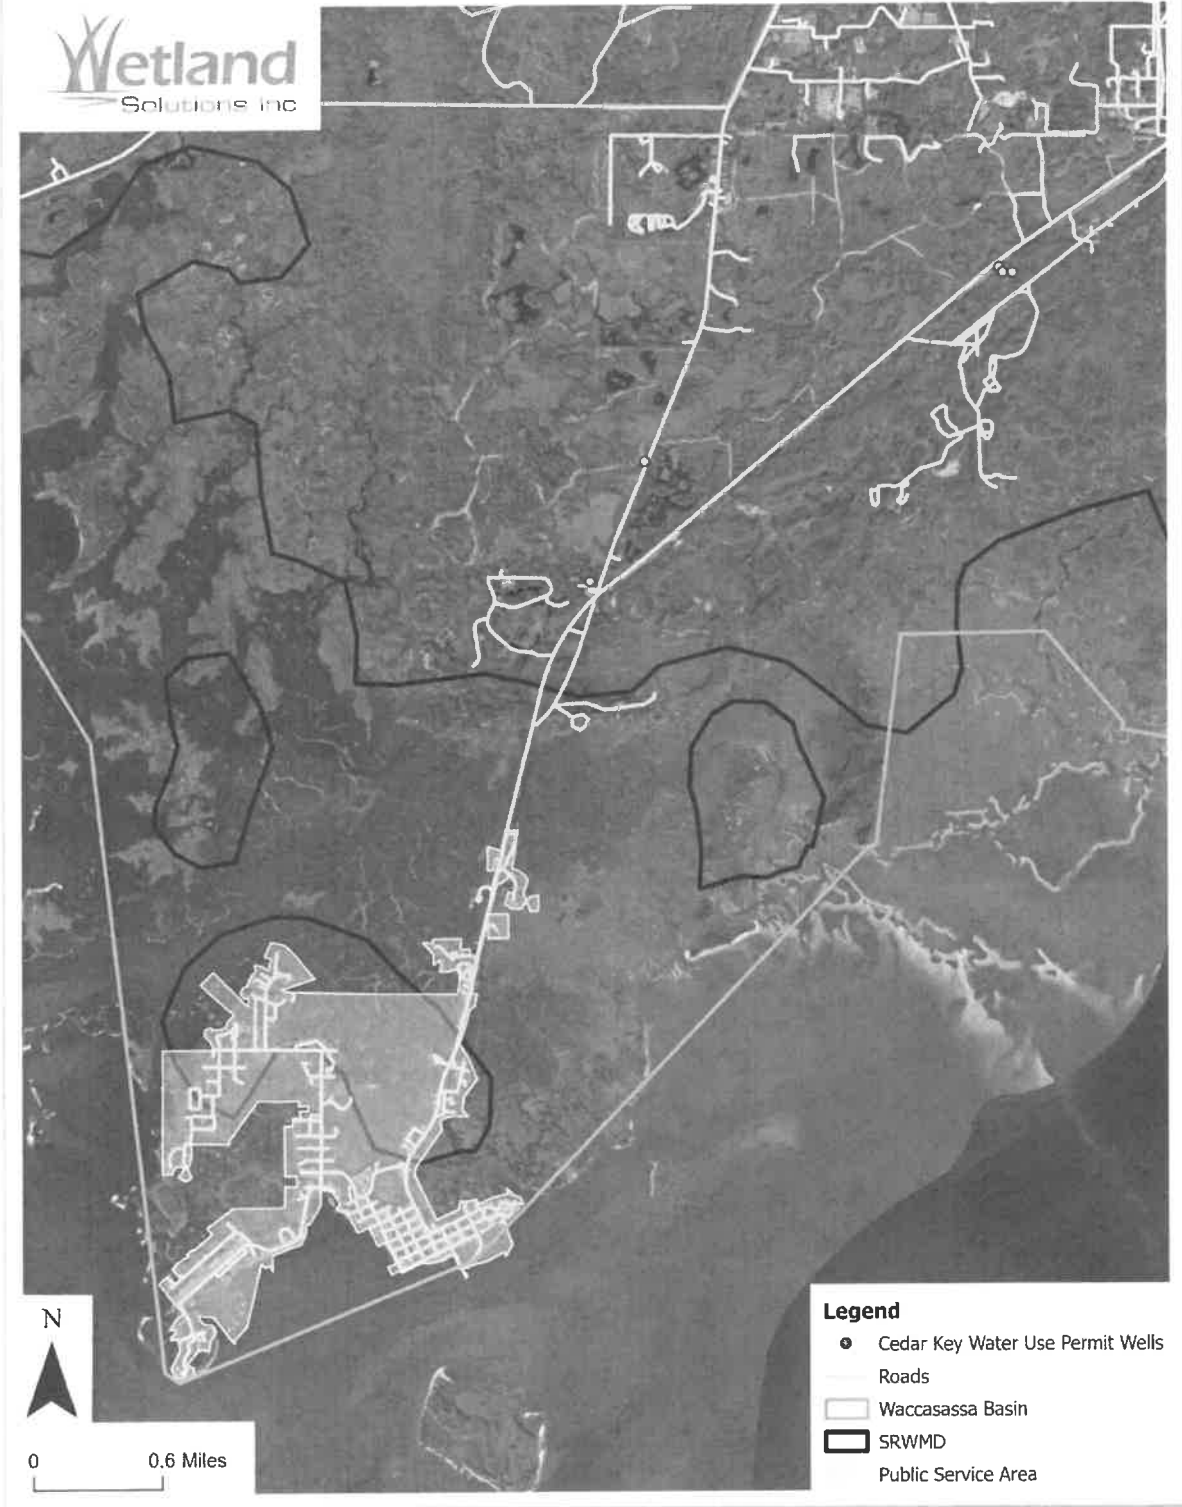 Wetland
Solutions Inc
N
0 0.6 Miles
Legend
Cedar Key Water Use Permit Wells
Roads
Waccasassa Basin
SRWMD
Public Service Area